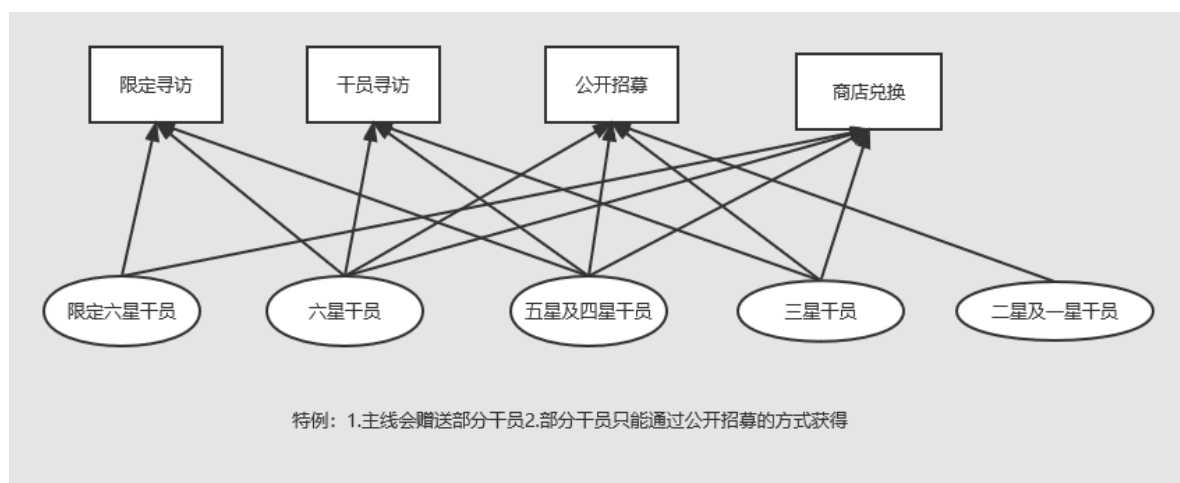 限定寻访
干员寻访
公开招募
商店兑换
限定六星干员
六星干员
五星及四星干员
三星干员
二星及一星干员
特例：1.主线会赠送部分干员2.部分干员只能通过公开招募的方式获得